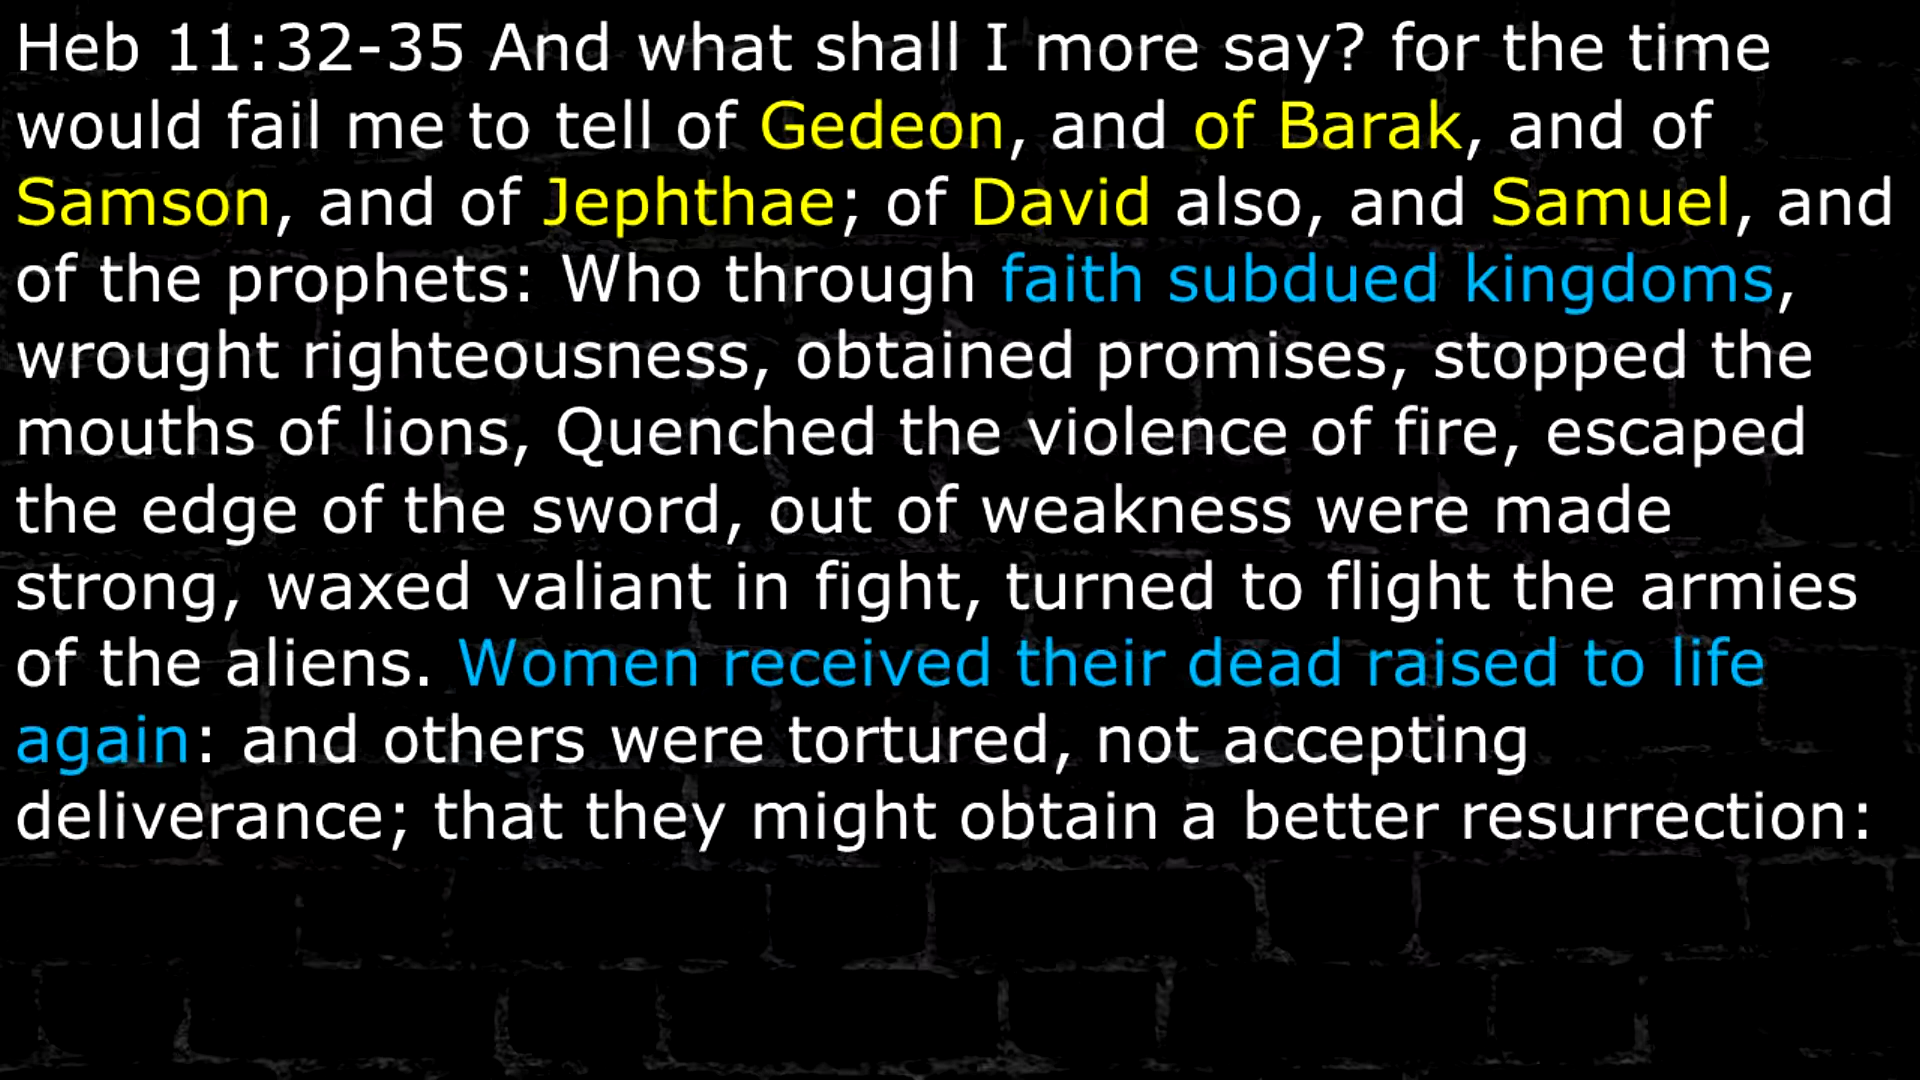 Heb 11:32-35 And what shall I more say? for the time
would fail me to tell of Gedeon, and of Barak, and of
Samson, and of Jephthae; of David also, and Samuel, and
of the prophets: Who through faith subdued kingdoms,
wrought righteousness, obtained promises, stopped the
mouths of lions, Quenched the violence of fire, escaped
the edge of the sword, out of weakness were made
strong, waxed valiant in fight, turned to flight the armies
of the aliens. Women received their dead raised to life
again: and others were tortured, not accepting
deliverance; that they might obtain a better resurrection: